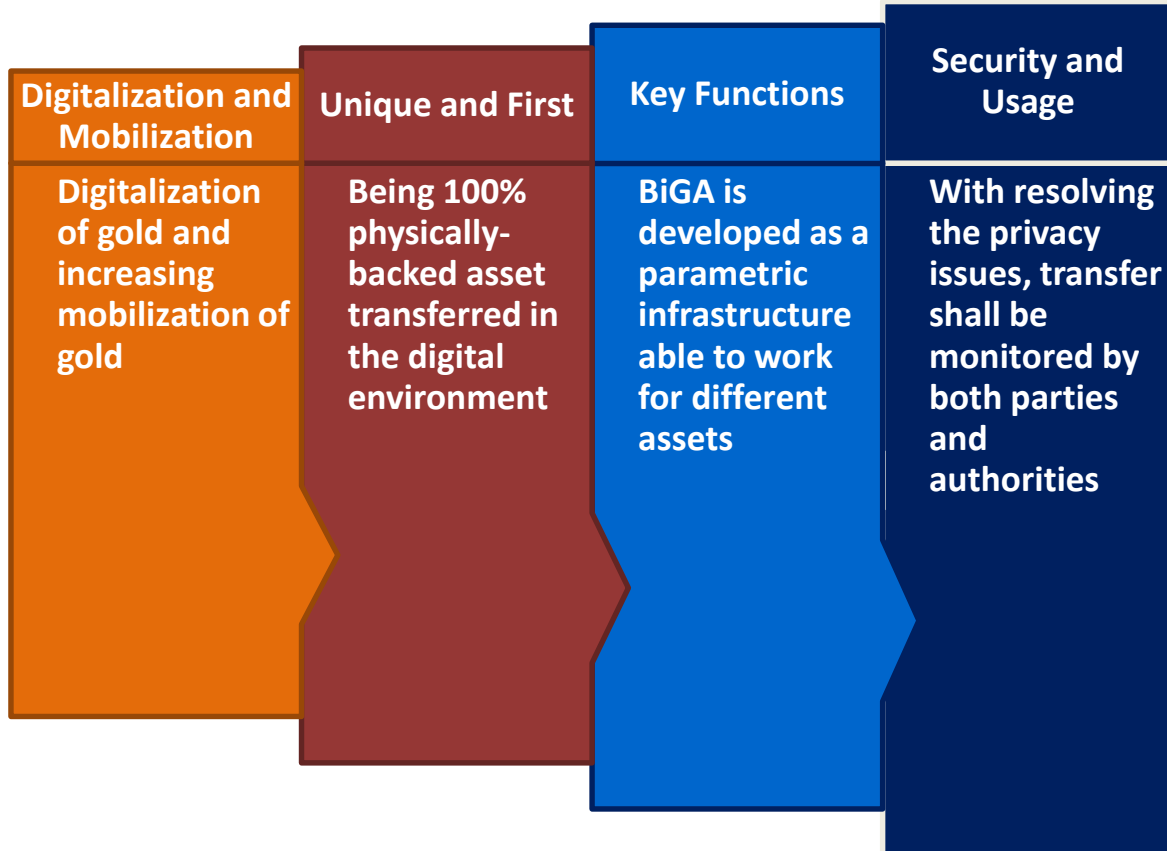 Digitalization and
Mobilization
Digitalization
of gold and
increasing
mobilization of
gold
Unique and First
Being 100%
physically-
backed asset
transferred in
the digital
environment
Key Functions
BiGA is
developed as a
parametric
infrastructure
able to work
for different
assets
Security and
Usage
With resolving
the privacy
issues, transfer
shall be
monitored by
both parties
and
authorities